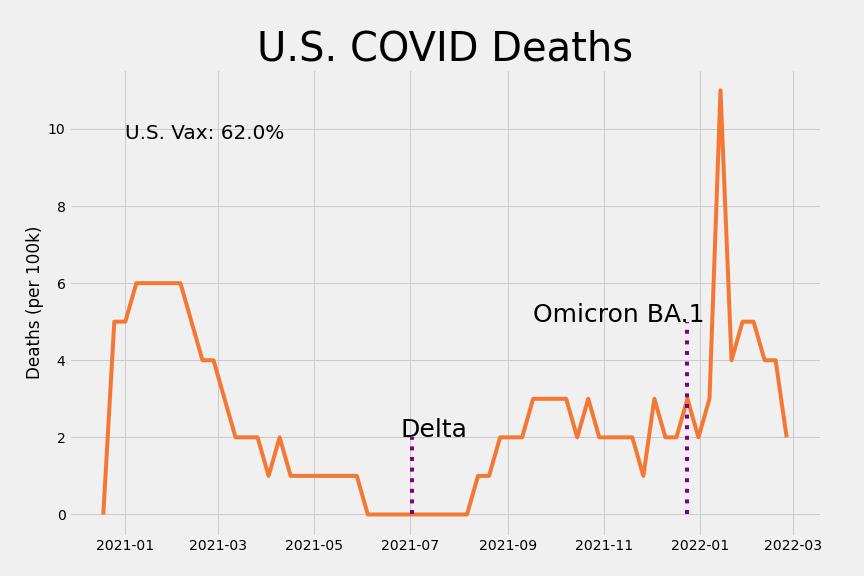 U.S. COVID Deaths
U.S. Vax: 62.0%
Omicron BA.1
Delta
Deaths (per 100k)
10
8
6
4
2
0
2021-01
2021-03
2021-05
2021-07
2021-09
2021-11
2022-01
2022-03